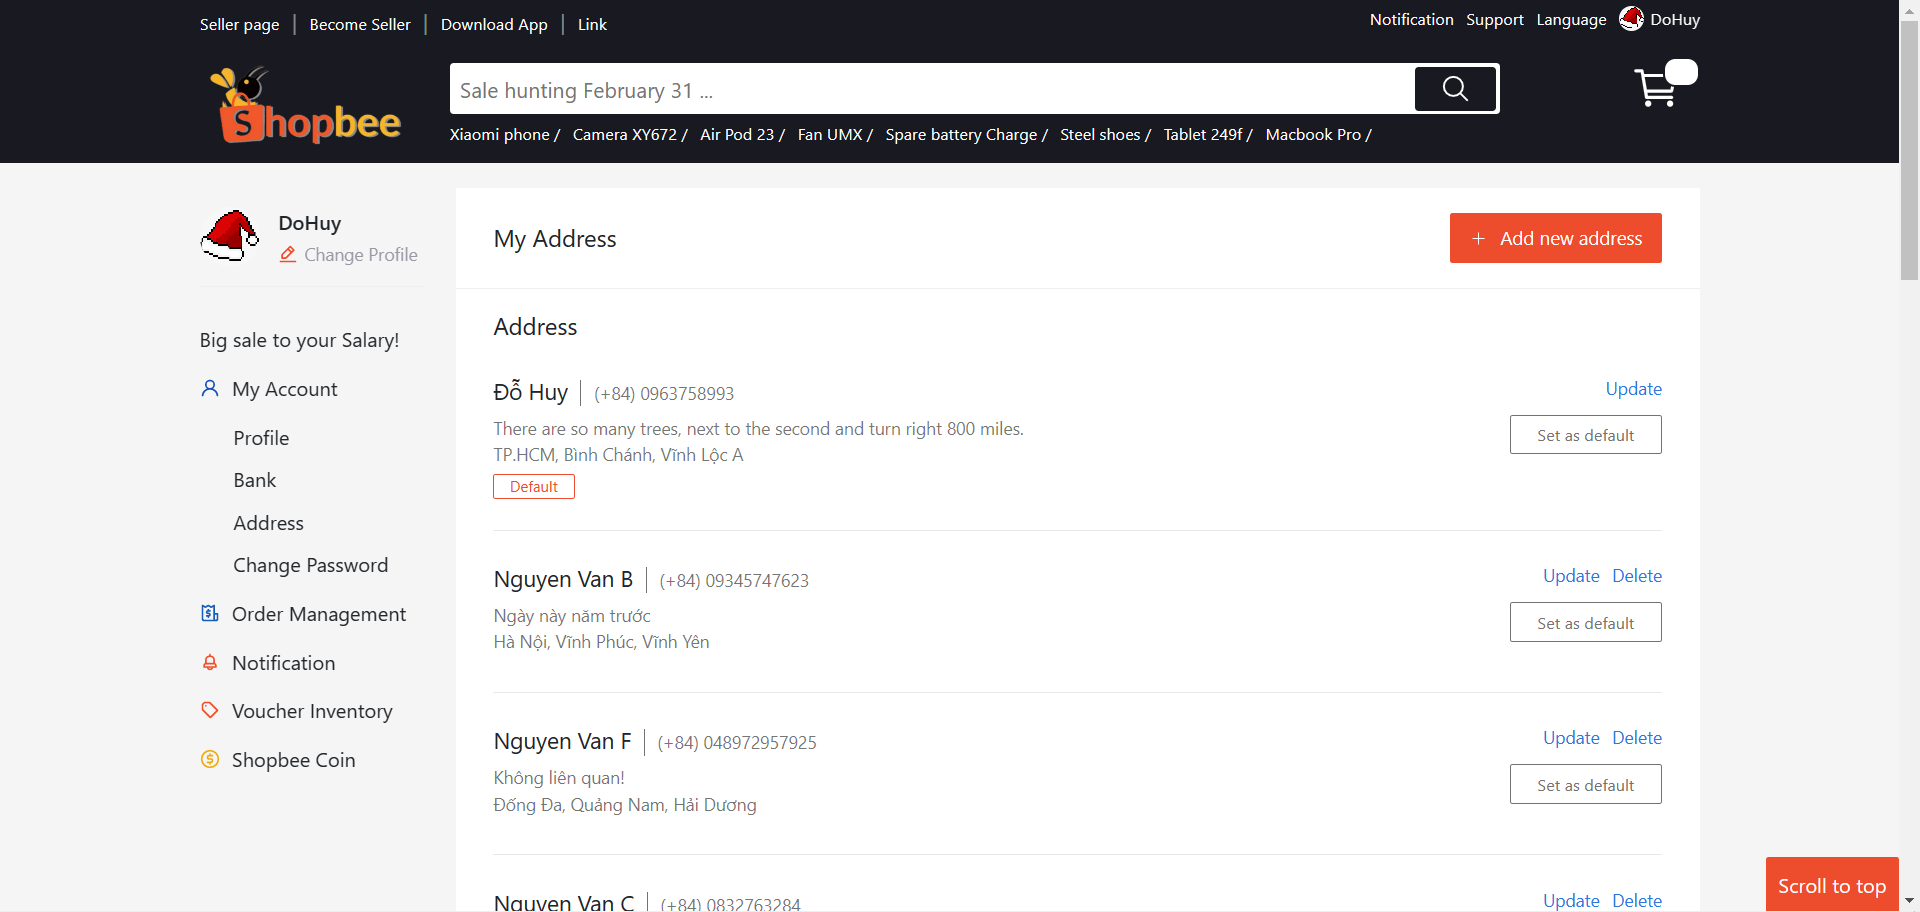 Seller page
Become Seller
Download App
Link
Notification
Support
Language
DoHuy
Shopbee
Sale hunting February 31 ...
Xiaomi phone / Camera XY672 / Air Pod 23 / Fan UMX / Spare battery Charge / Steel shoes / Tablet 249f / Macbook Pro /
DoHuy
Change Profile
Big sale to your Salary!
My Account
Profile
Bank
Address
Change Password
Order Management
Notification
Voucher Inventory
Shopbee Coin
My Address
+ Add new address
Address
Đỗ Huy
(+84) 0963758993
Update
There are so many trees, next to the second and turn right 800 miles.
Set as default
TP.HCM, Bình Chánh, Vĩnh Lộc A
Default
Nguyen Van B
(+84) 09345747623
Update
Delete
Ngày này năm trước
Set as default
Hà Nội, Vĩnh Phúc, Vĩnh Yên
Nguyen Van F
(+84) 048972957925
Update
Delete
Không liên quan!
Set as default
Đống Đa, Quảng Nam, Hải Dương
Nguyen Van C
(+84) 0832763284
Update
Delete
Scroll to top